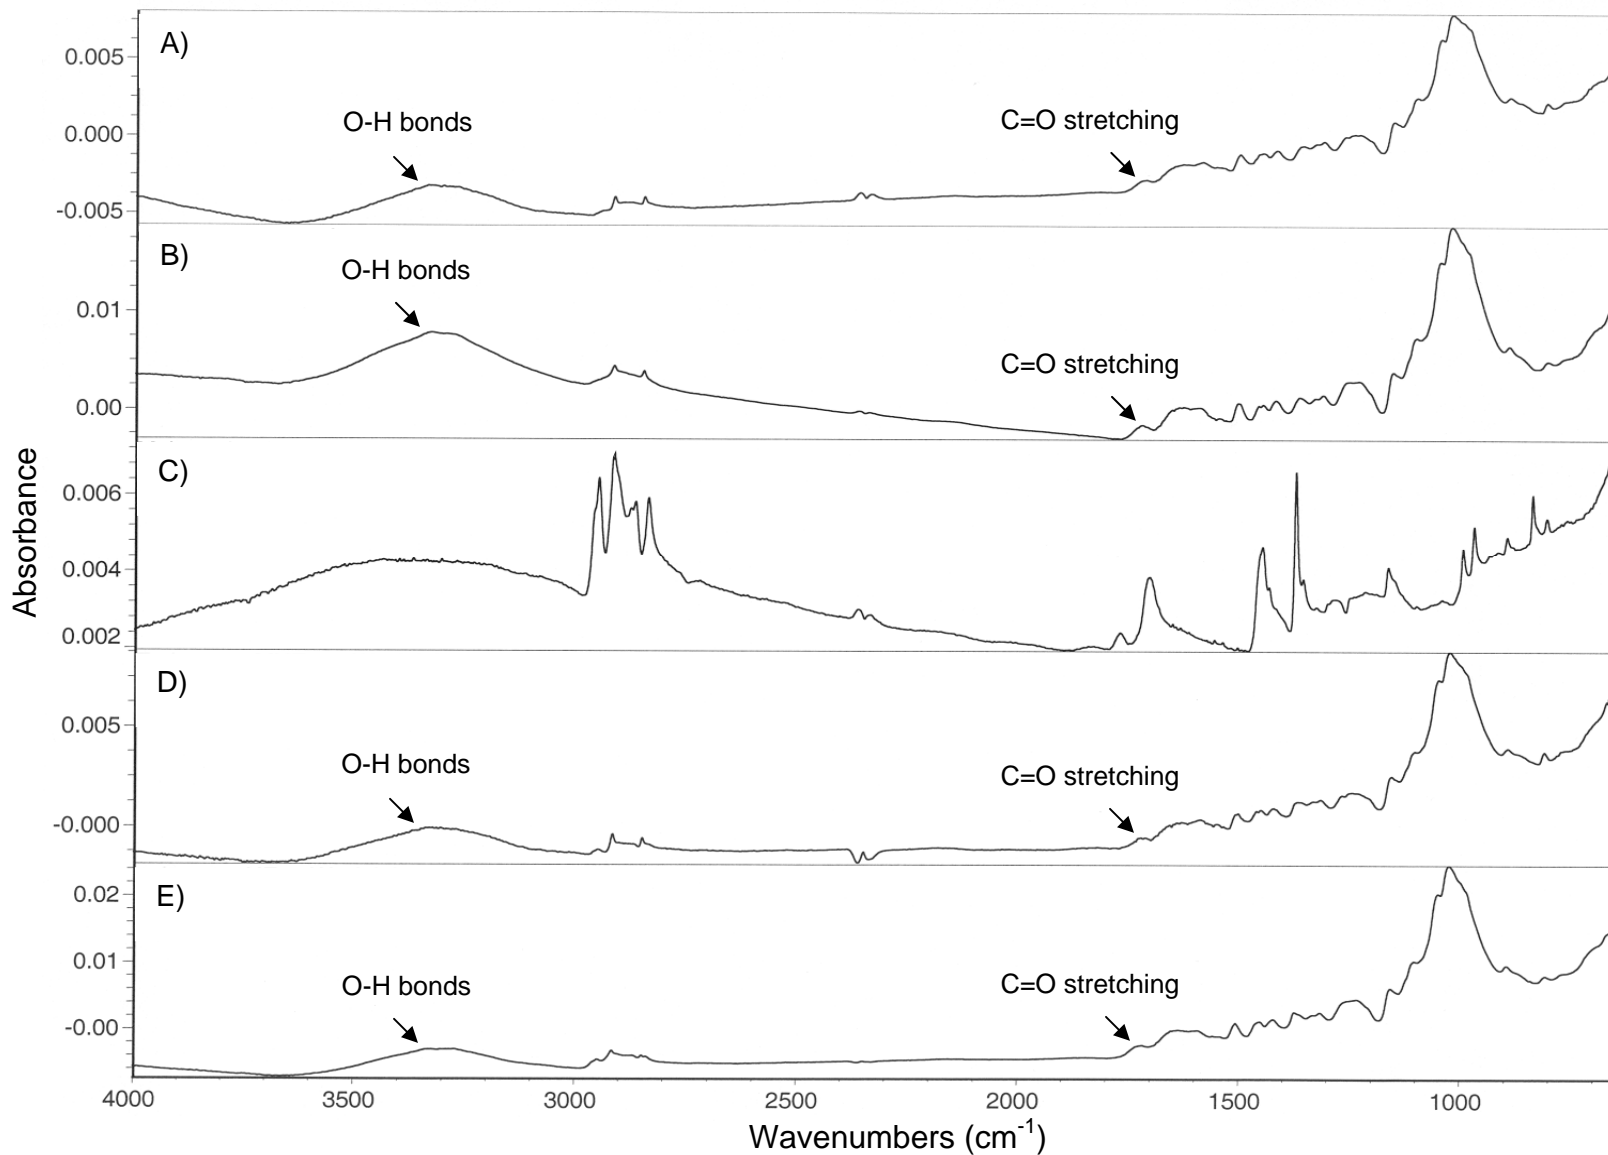 A)
0.005
0.000
-0.005
O-H bonds
C=O stretching
B)
0.01
0.00
O-H bonds
C=O stretching
C)
0.006
0.004
0.002
Absorbance
D)
0.005
-0.000
O-H bonds
C=O stretching
E)
0.02
0.01
-0.00
O-H bonds
C=O stretching
4000 3500 3000 2500 2000 1500 1000
Wavenumbers (cm⁻¹)